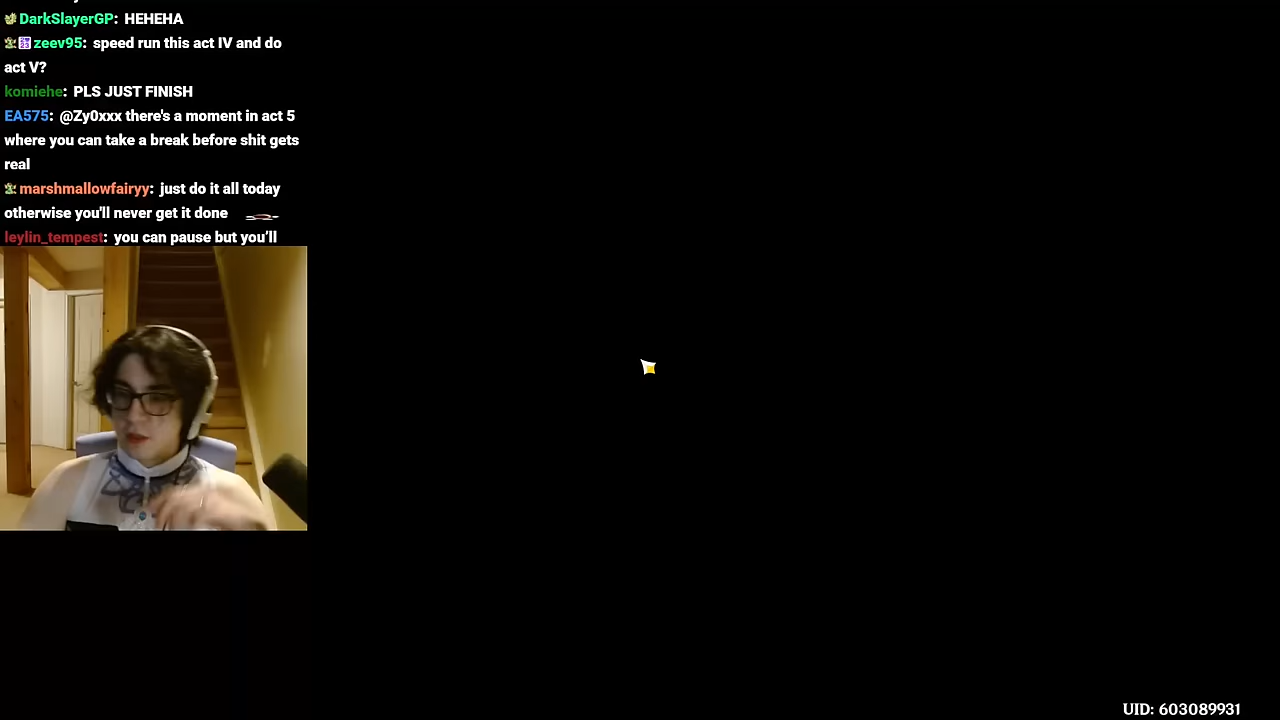 DarkSlayerGP: HEHEHA
zeev95: speed run this act IV and do
act V?
komiehe: PLS JUST FINISH
EA575: @Zy0xxx there's a moment in act 5
where you can take a break before shit gets
real
marshmallowfairyy: just do it all today
otherwise you'll never get it done
leylin_tempest: you can pause but you'll
UID: 603089931